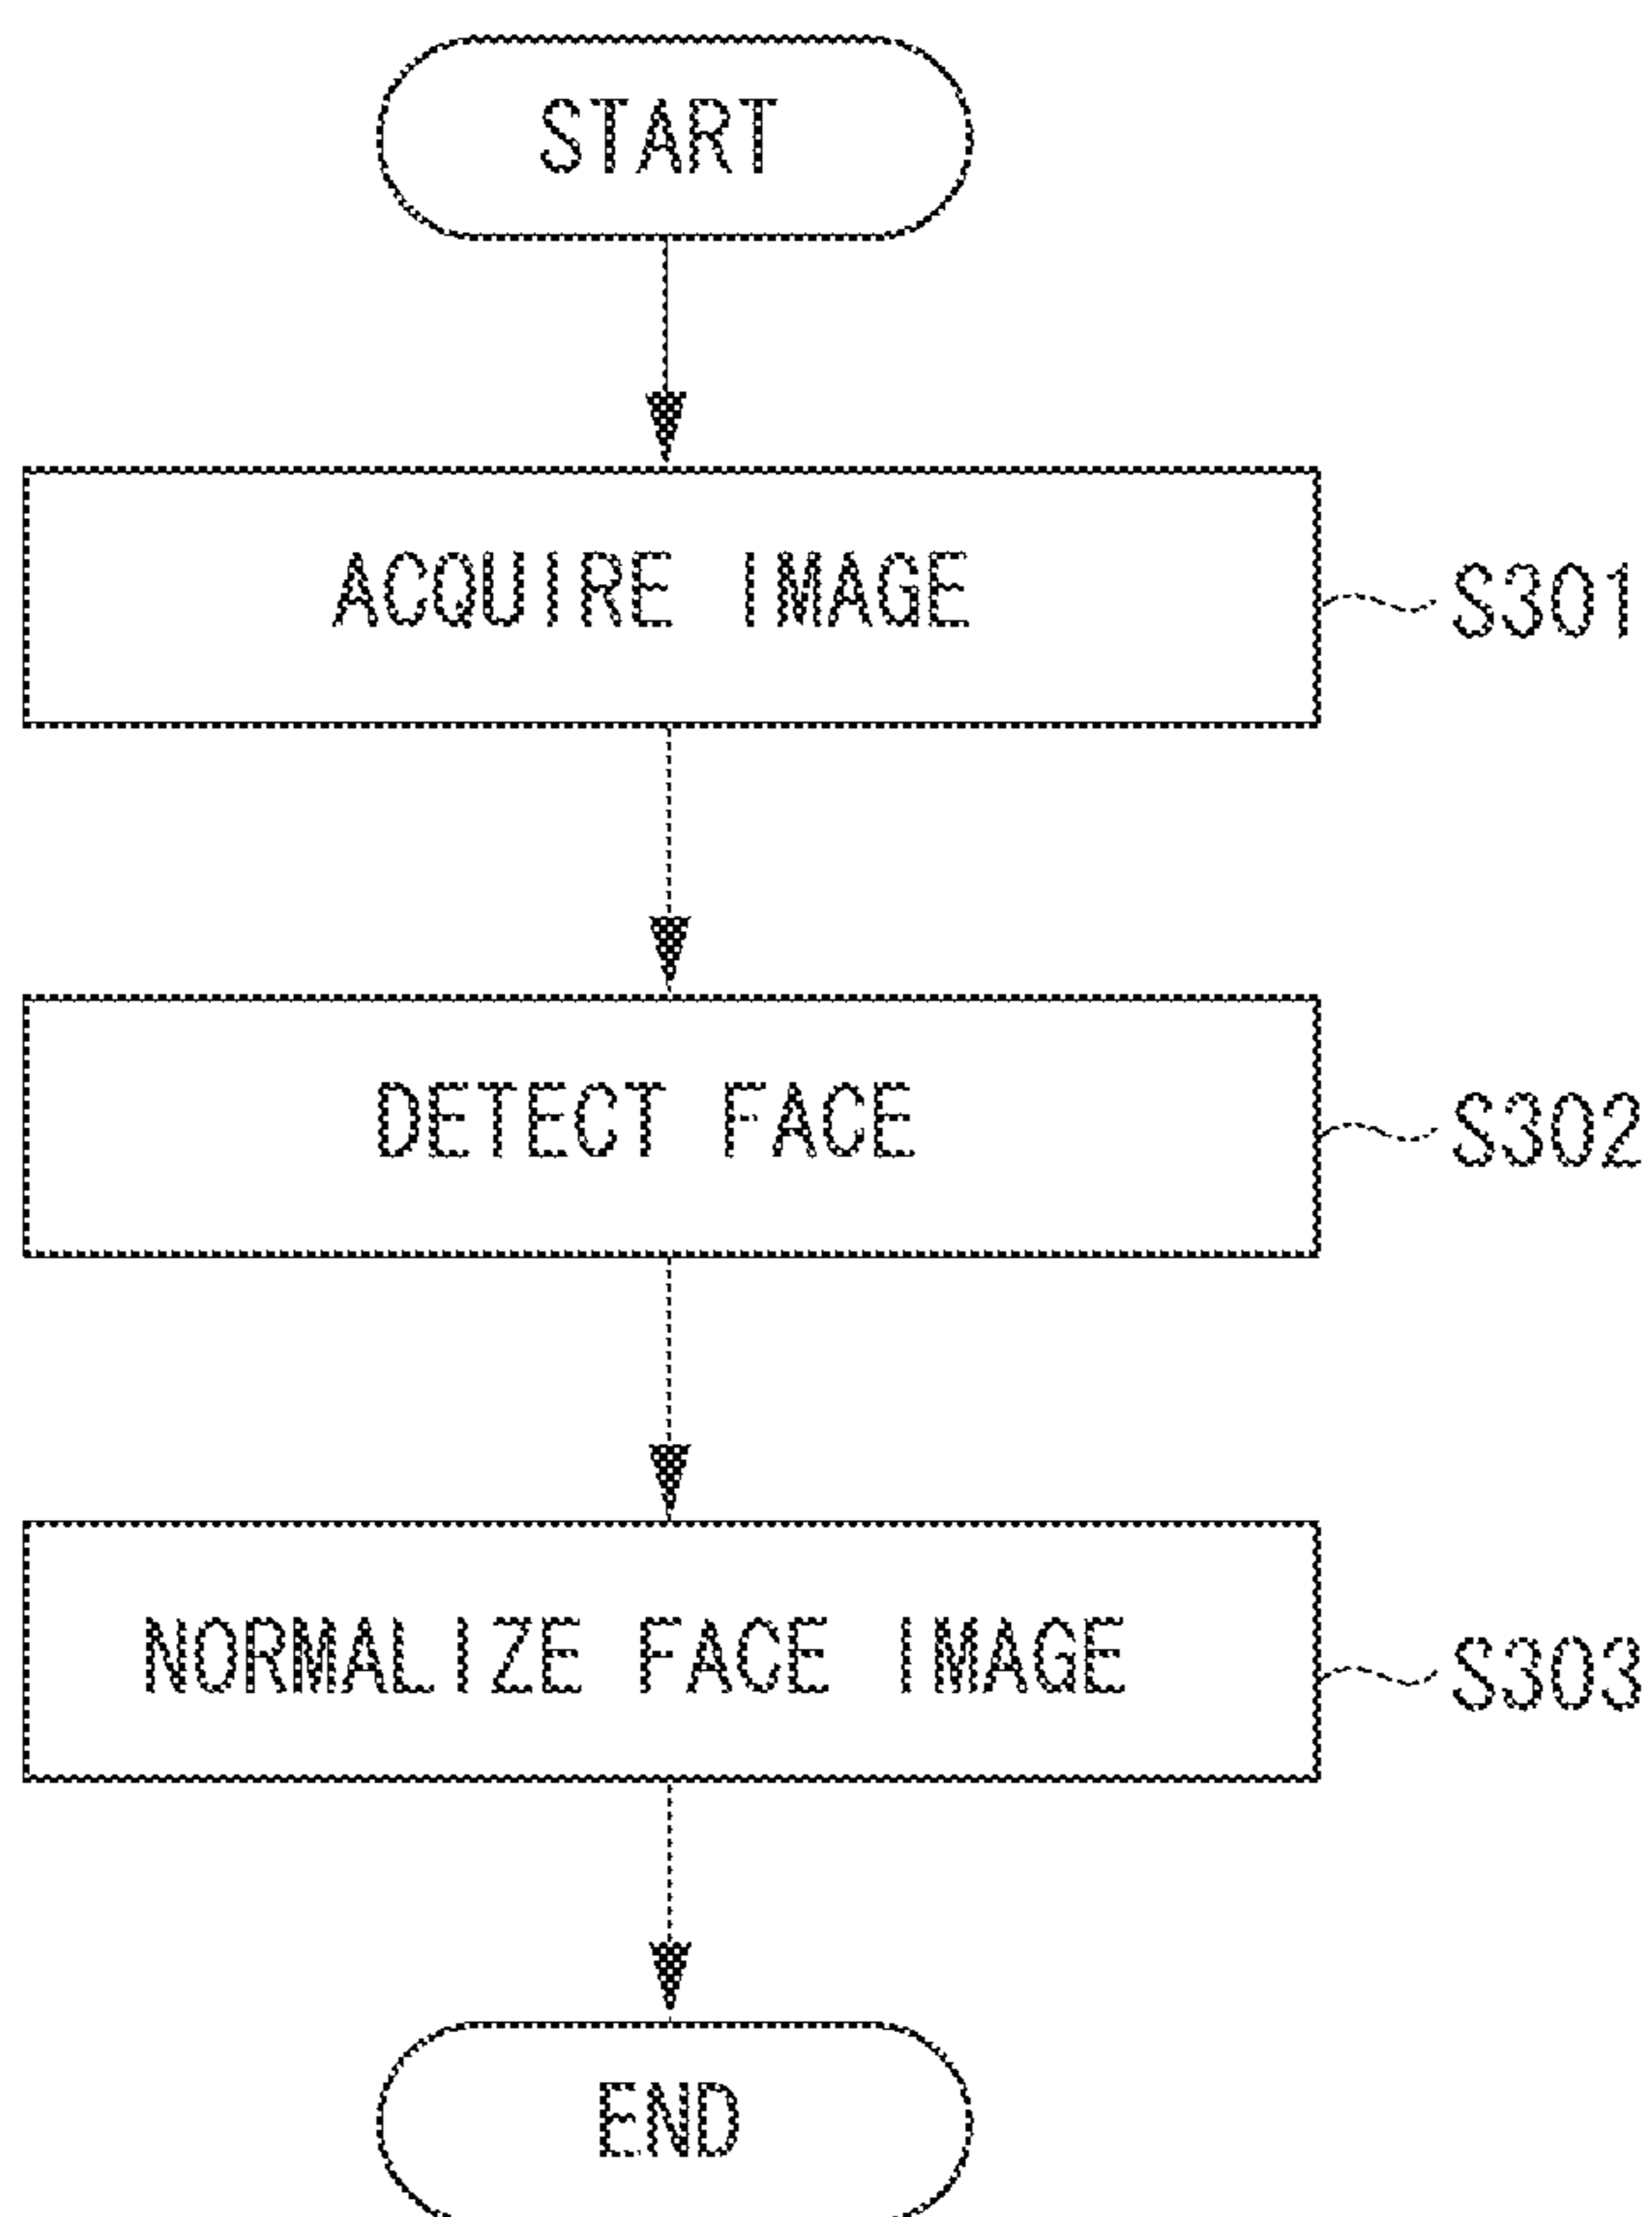 START
ACQUIRE IMAGE
S301
DETECT FACE
S302
NORMALIZE FACE IMAGE
S303
END